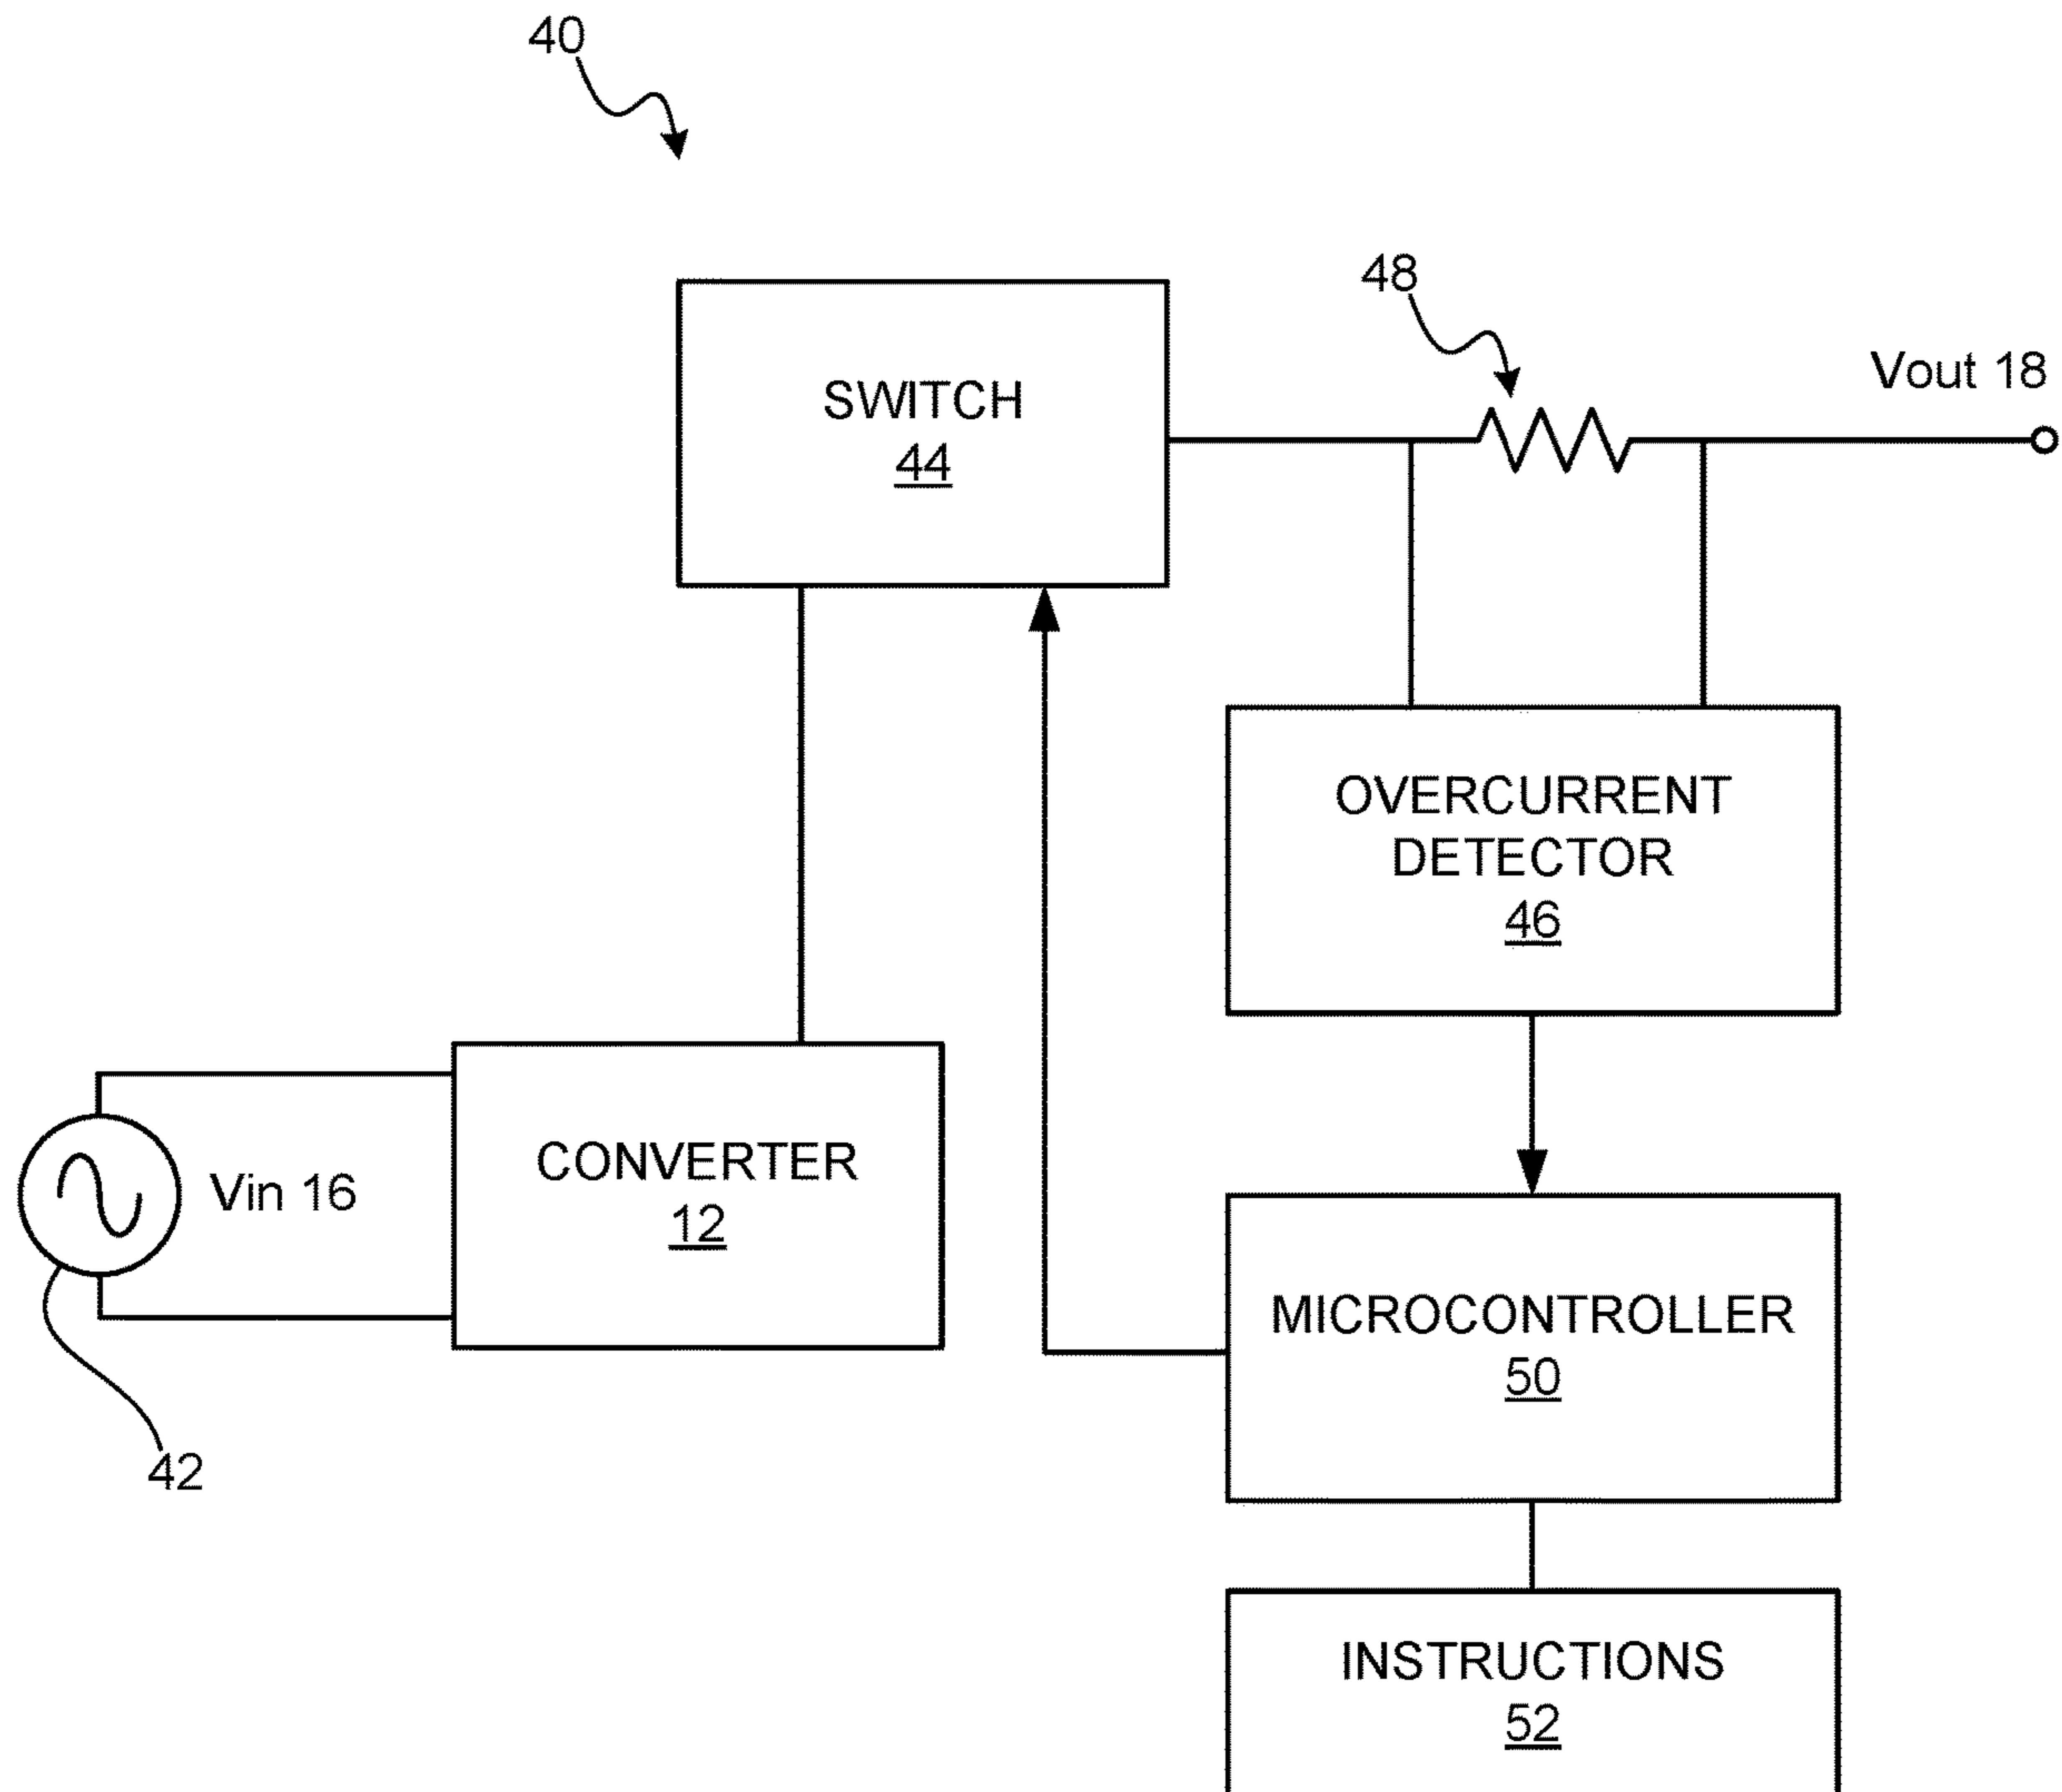 40
48
Vout 18
SWITCH
44
OVERCURRENT
DETECTOR
46
CONVERTER
12
Vin 16
MICROCONTROLLER
50
42
INSTRUCTIONS
52